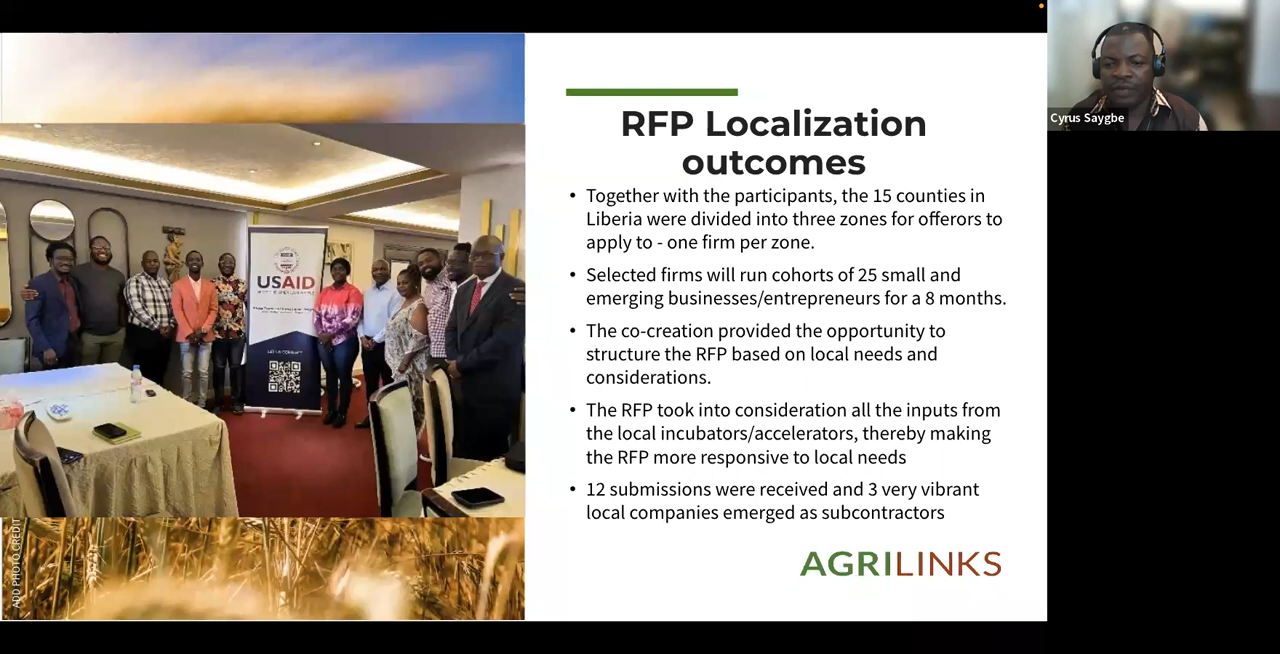 RFP Localization
outcomes
• Together with the participants, the 15 counties in
Liberia were divided into three zones for offerors to
apply to - one firm per zone.
• Selected firms will run cohorts of 25 small and
emerging businesses/entrepreneurs for a 8 months.
• The co-creation provided the opportunity to
structure the RFP based on local needs and
considerations.
• The RFP took into consideration all the inputs from
the local incubators/accelerators, thereby making
the RFP more responsive to local needs
• 12 submissions were received and 3 very vibrant
local companies emerged as subcontractors
AGRILINKS
USAID
ADD PHOTO CREDIT
Cyrus Saygbe